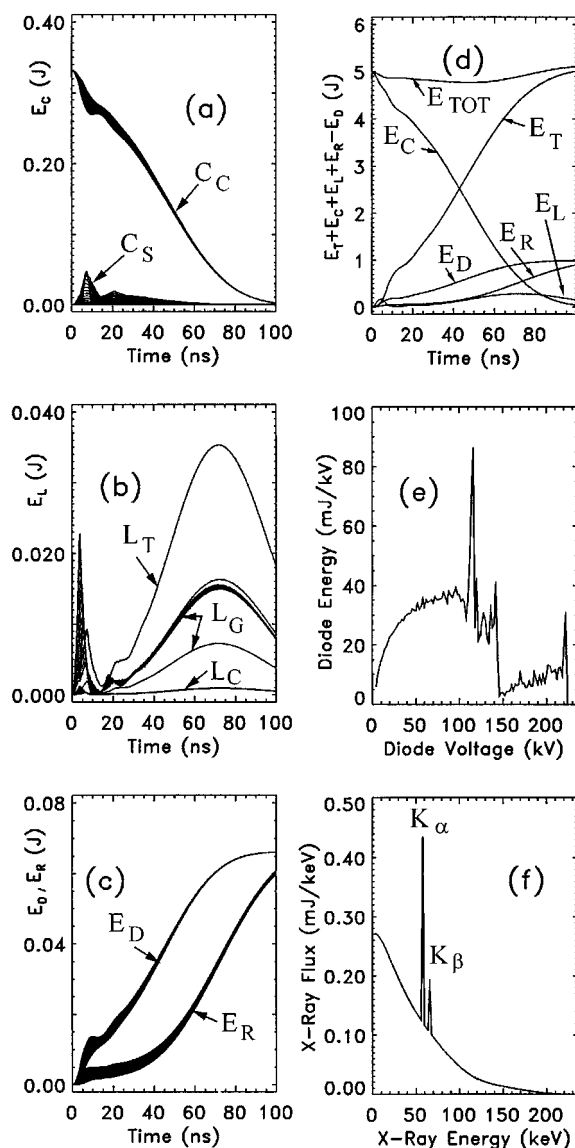 E_C (J)
0.40
0.20
0.00
(a)
C_C
C_S
0 20 40 60 80 100
Time (ns)
E_T+E_C+E_L+E_R−E_D (J)
6
5
4
3
2
1
0
(d)
E_TOT
E_T
E_C
E_L
E_R
E_D
0 20 40 60 80
Time (ns)
E_L (J)
0.040
0.020
0.000
(b)
L_T
L_G
L_C
0 20 40 60 80 100
Time (ns)
Diode Energy (mJ/kV)
100
80
60
40
20
0
(e)
0 50 100 150 200
Diode Voltage (kV)
E_D/E_R (J)
0.08
0.04
0.00
(c)
E_D
E_R
0 20 40 60 80 100
Time (ns)
X−Ray Flux (mJ/keV)
0.50
0.40
0.30
0.20
0.10
0.00
K_α
K_β
(f)
0 50 100 150 200
X−Ray Energy (keV)